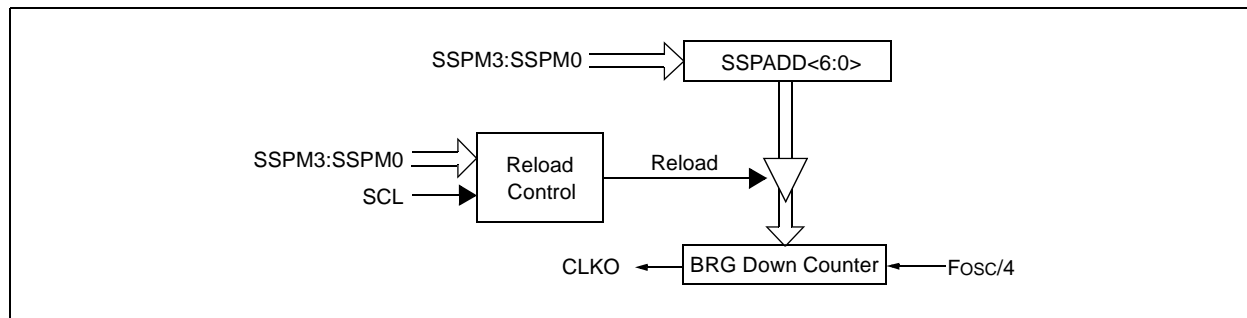 SSPM3:SSPM0
SSPADD<6:0>
SSPM3:SSPM0
SCL
Reload
Control
Reload
CLKO
BRG Down Counter
FOSC/4